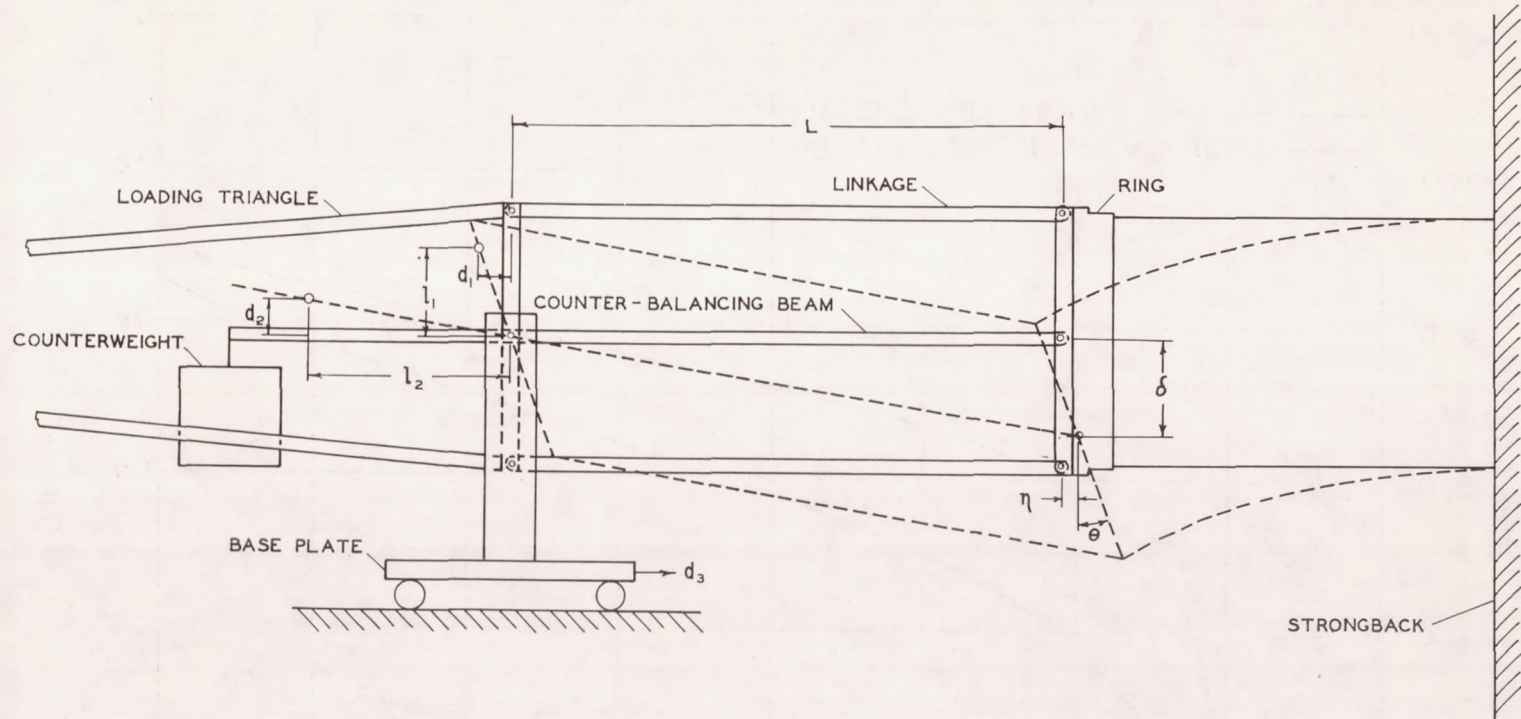 L
LINKAGE
RING
LOADING TRIANGLE
d₁
l₁
COUNTER-BALANCING BEAM
d₂
COUNTERWEIGHT
l₂
δ
η
θ
BASE PLATE
d₃
STRONGBACK